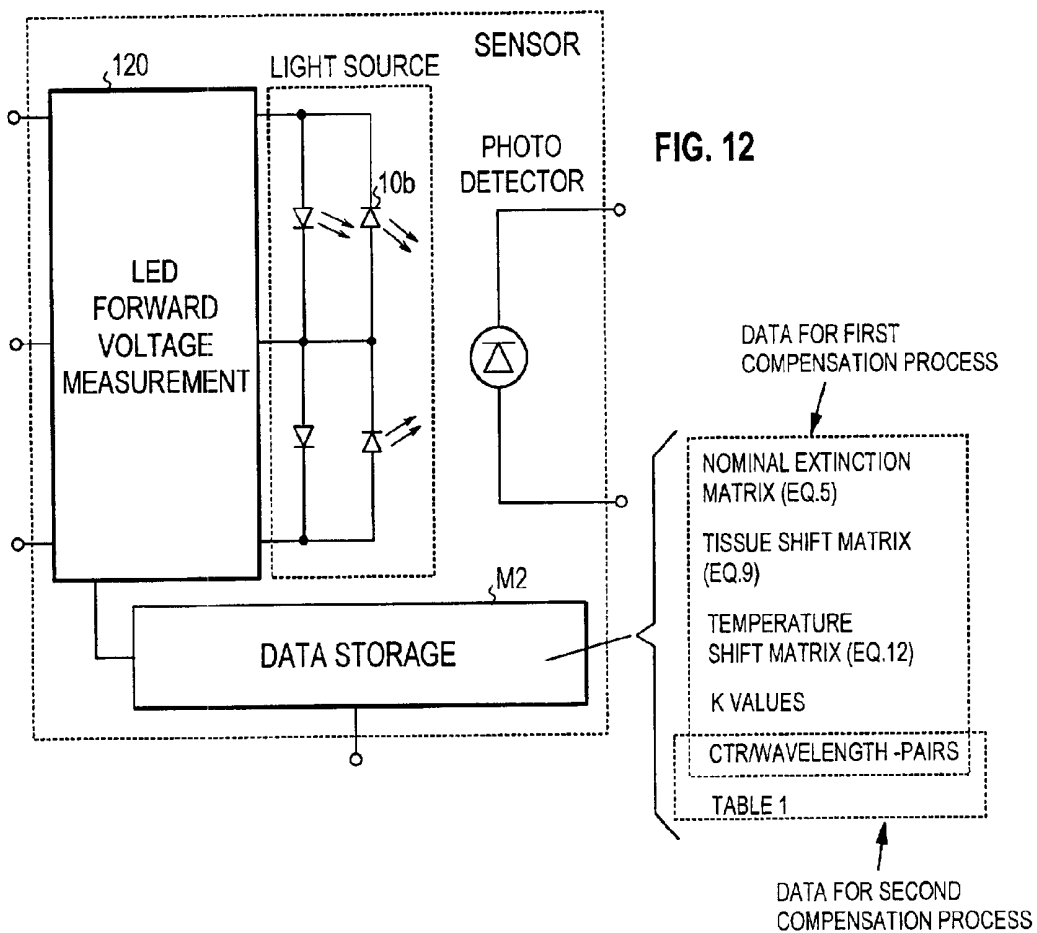 SENSOR
120
LIGHT SOURCE
FIG. 12
PHOTO
DETECTOR
10b
LED
FORWARD
VOLTAGE
MEASUREMENT
DATA FOR FIRST
COMPENSATION PROCESS
NOMINAL EXTINCTION
MATRIX (EQ.5)
TISSUE SHIFT MATRIX
(EQ.9)
M2
DATA STORAGE
TEMPERATURE
SHIFT MATRIX (EQ.12)
K VALUES
CTR/WAVELENGTH -PAIRS
TABLE 1
DATA FOR SECOND
COMPENSATION PROCESS